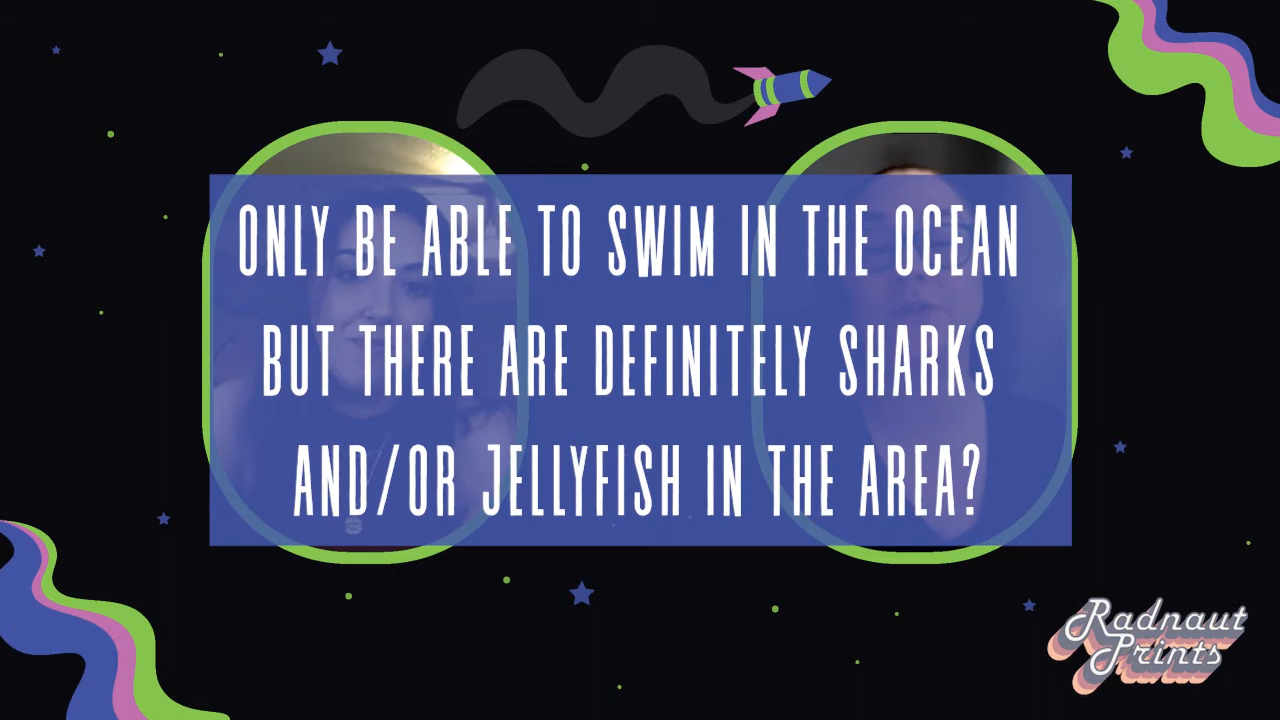 ONLY BE ABLE TO SWIM IN THE OCEAN
BUT THERE ARE DEFINITELY SHARKS
AND/OR JELLYFISH IN THE AREA?
Radnaut
Prints